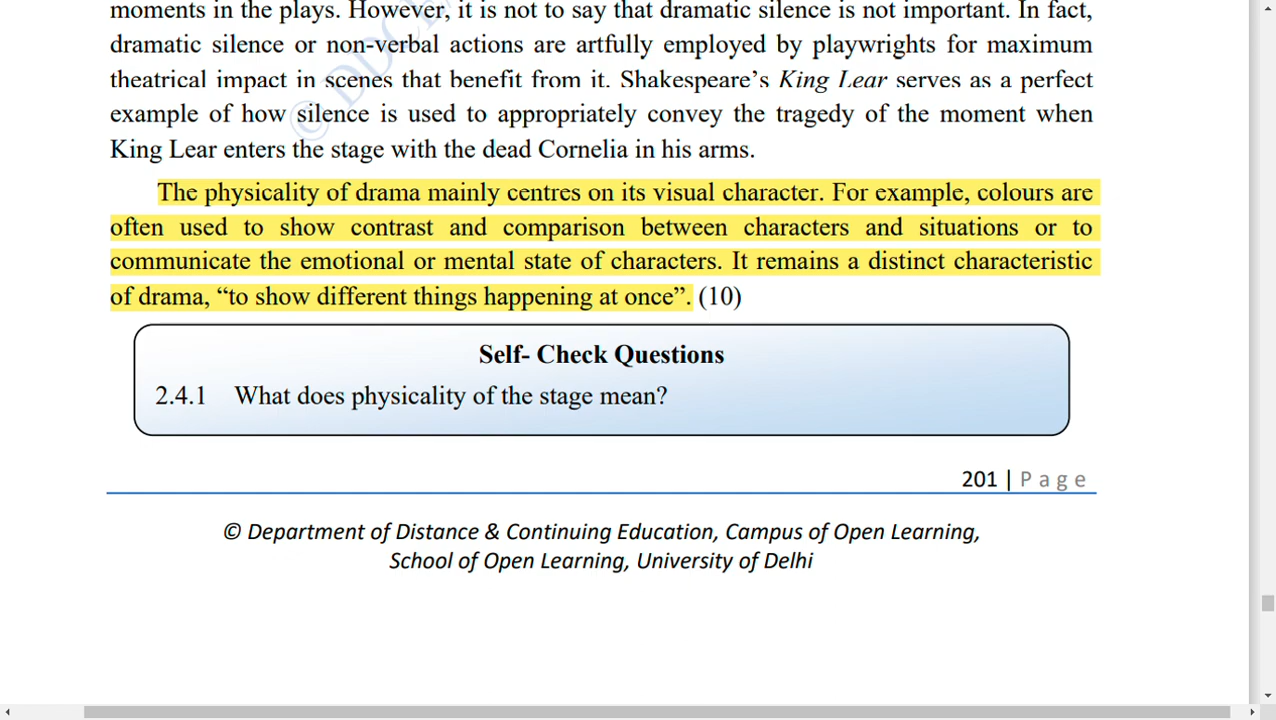 moments in the plays. However, it is not to say that dramatic silence is not important. In fact,
dramatic silence or non-verbal actions are artfully employed by playwrights for maximum
theatrical impact in scenes that benefit from it. Shakespeare’s King Lear serves as a perfect
example of how silence is used to appropriately convey the tragedy of the moment when
King Lear enters the stage with the dead Cornelia in his arms.
The physicality of drama mainly centres on its visual character. For example, colours are
often used to show contrast and comparison between characters and situations or to
communicate the emotional or mental state of characters. It remains a distinct characteristic
of drama, “to show different things happening at once”. (10)
Self- Check Questions
2.4.1 What does physicality of the stage mean?
201 | Page
© Department of Distance & Continuing Education, Campus of Open Learning,
School of Open Learning, University of Delhi